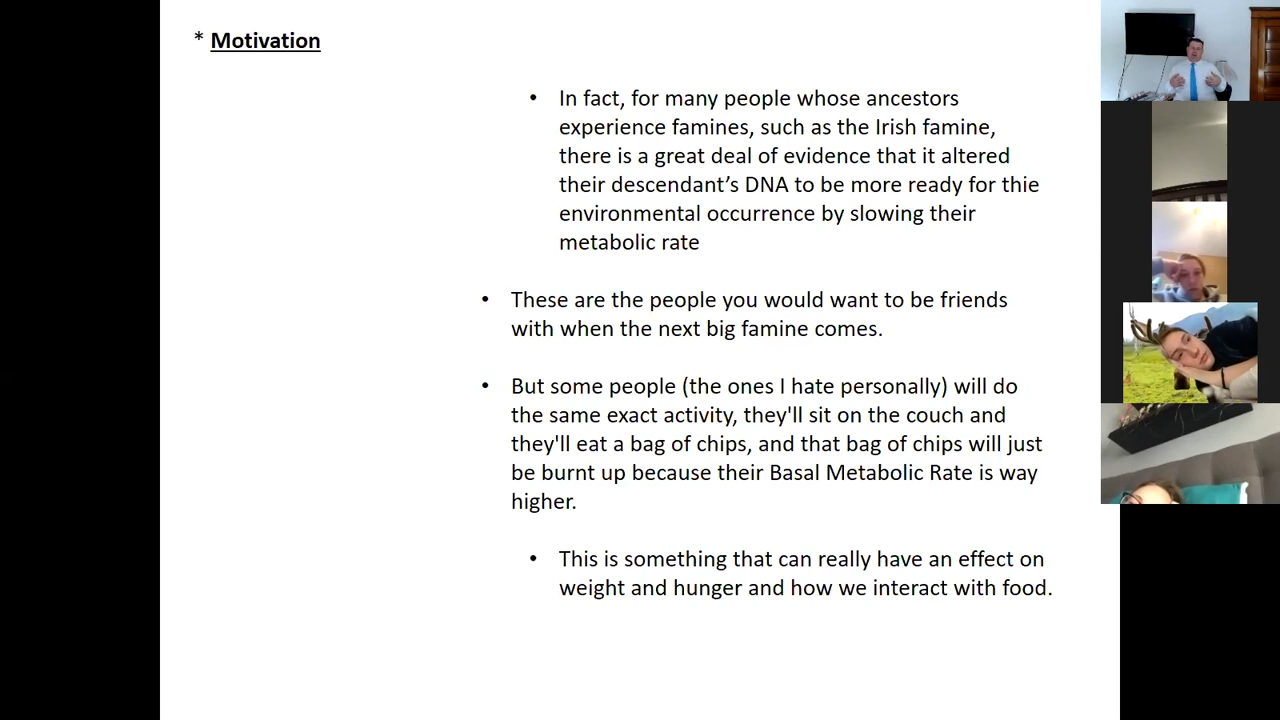 * Motivation
• In fact, for many people whose ancestors
experience famines, such as the Irish famine,
there is a great deal of evidence that it altered
their descendant’s DNA to be more ready for thie
environmental occurrence by slowing their
metabolic rate
• These are the people you would want to be friends
with when the next big famine comes.
• But some people (the ones I hate personally) will do
the same exact activity, they'll sit on the couch and
they'll eat a bag of chips, and that bag of chips will just
be burnt up because their Basal Metabolic Rate is way
higher.
• This is something that can really have an effect on
weight and hunger and how we interact with food.